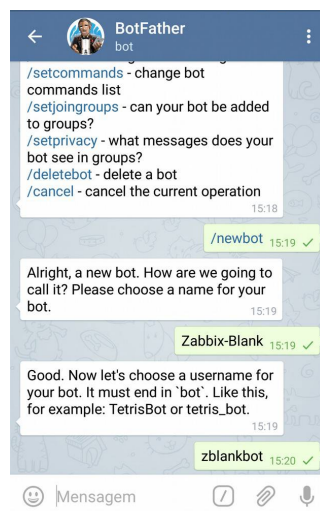 BotFather
bot
/setcommands - change bot
commands list
/setjoingroups - can your bot be added
to groups?
/setprivacy - what messages does your
bot see in groups?
/deletebot - delete a bot
/cancel - cancel the current operation
15:18
/newbot 15:19
Alright, a new bot. How are we going to
call it? Please choose a name for your
bot.
15:19
Zabbix-Blank 15:19
Good. Now let's choose a username for
your bot. It must end in `bot`. Like this,
for example: TetrisBot or tetris_bot.
15:19
zblankbot 15:20
Mensagem